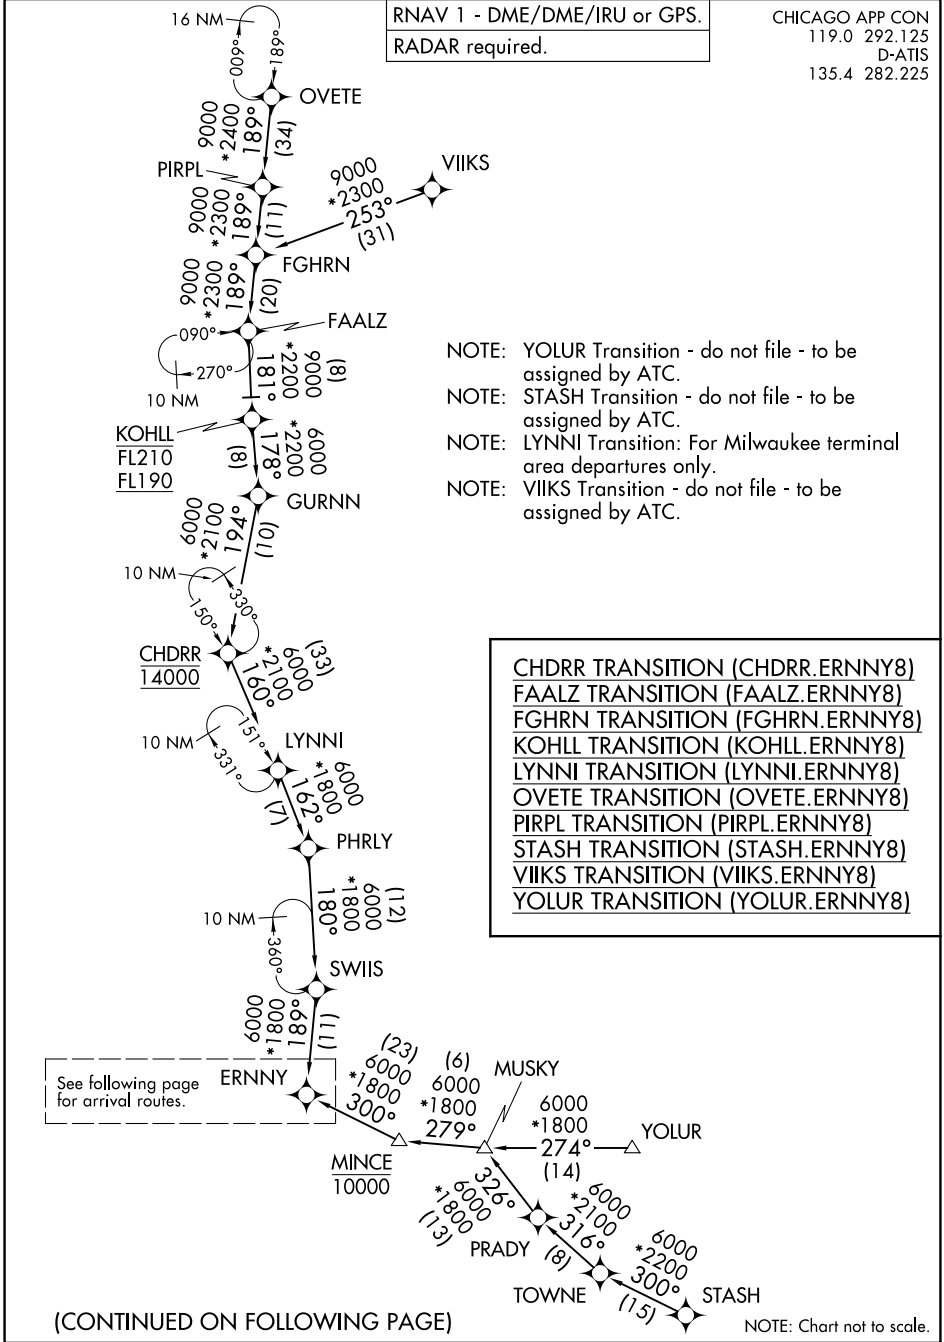 RNAV 1 - DME/DME/IRU or GPS.
RADAR required.
CHICAGO APP CON
119.0 292.125
D-ATIS
135.4 282.225
16 NM
009°
189°
OVETE
9000
*2400
189°
(34)
PIRPL
VIIKS
9000
*2300
253°
(31)
9000
*2300
189°
(11)
FGHRN
9000
*2300
189°
(20)
FAALZ
090°
270°
10 NM
(8)
9000
*2200
181°
NOTE: YOLUR Transition - do not file - to be
assigned by ATC.
NOTE: STASH Transition - do not file - to be
assigned by ATC.
NOTE: LYNNI Transition: For Milwaukee terminal
area departures only.
NOTE: VIIKS Transition - do not file - to be
assigned by ATC.
KOHLL
FL210
FL190
6000
*2200
178°
(8)
GURNN
6000
*2100
194°
(10)
10 NM
330°
150°
CHDRR
14000
(33)
6000
*2100
160°
CHDRR TRANSITION (CHDRR.ERNNY8)
FAALZ TRANSITION (FAALZ.ERNNY8)
FGHRN TRANSITION (FGHRN.ERNNY8)
KOHLL TRANSITION (KOHLL.ERNNY8)
LYNNI TRANSITION (LYNNI.ERNNY8)
OVETE TRANSITION (OVETE.ERNNY8)
PIRPL TRANSITION (PIRPL.ERNNY8)
STASH TRANSITION (STASH.ERNNY8)
VIIKS TRANSITION (VIIKS.ERNNY8)
YOLUR TRANSITION (YOLUR.ERNNY8)
10 NM
151°
331°
LYNNI
6000
*1800
162°
(7)
PHRLY
(12)
6000
*1800
180°
10 NM
360°
SWIIS
6000
*1800
189°
(11)
See following page
for arrival routes.
ERNNY
(23)
6000
*1800
300°
MINCE
10000
(6)
6000
*1800
279°
MUSKY
6000
*1800
274°
(14)
YOLUR
326°
6000
*1800
(13)
PRADY
6000
*2100
316°
(8)
TOWNE
6000
*2200
300°
(15)
STASH
(CONTINUED ON FOLLOWING PAGE)
NOTE: Chart not to scale.